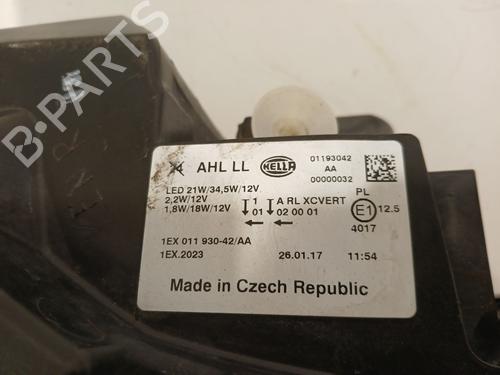 AHL LL HELLA 01193042
AA
00000032
LED 21W/34,5W/12V PL
2,2W/12V 1 A RL XCVERT E1 12.5
1,8W/18W/12V 01 02 00 01
4017
1EX 011 930-42/AA
1EX.2023 26.01.17 11:54
Made in Czech Republic